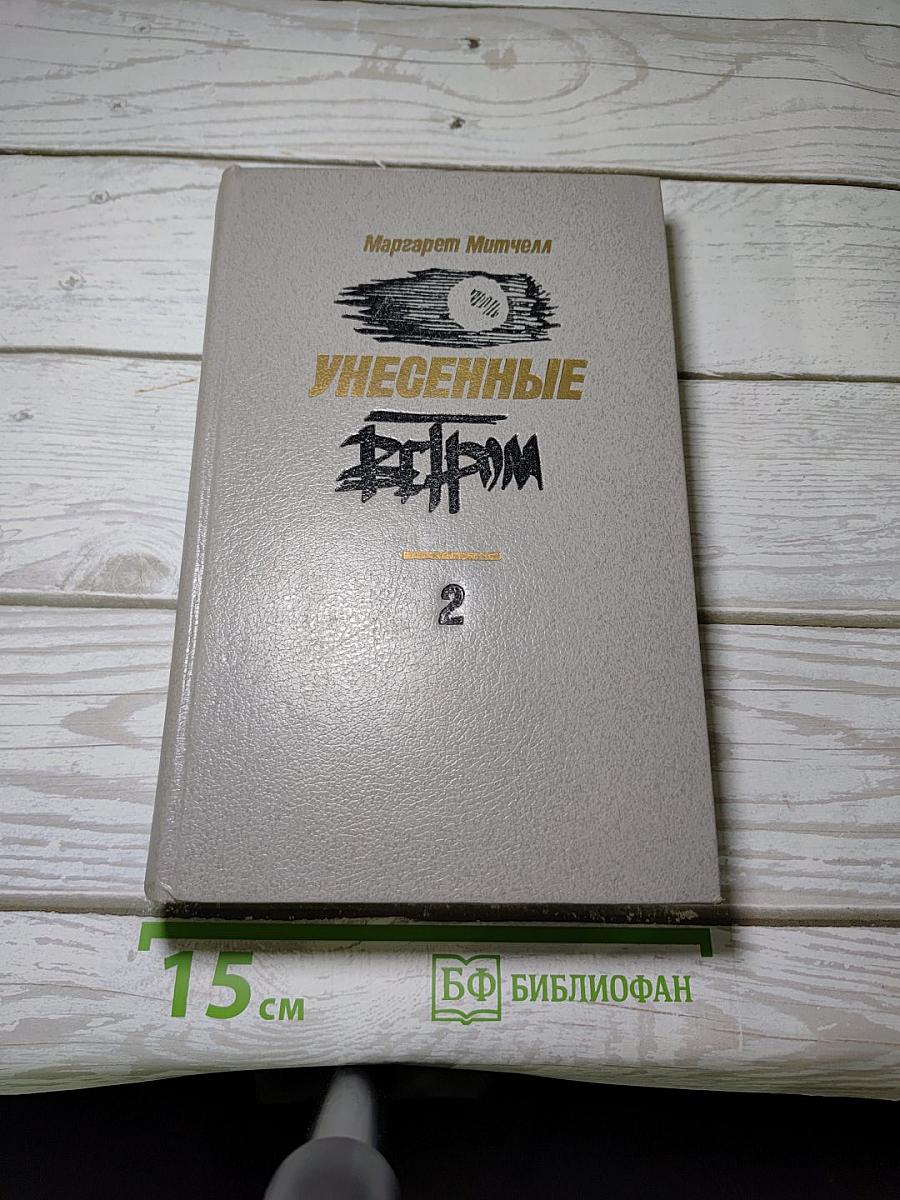 Маргарет Митчелл
УНЕСЕННЫЕ
ВЕТРОМ
2
15 см
БФ БИБЛИОФАН